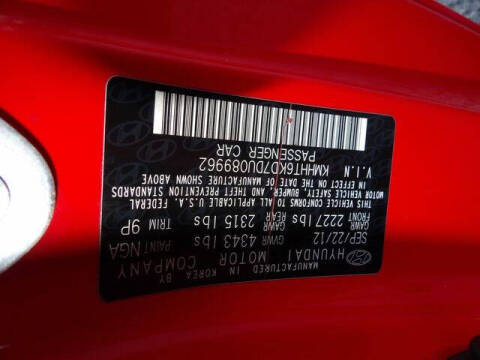 HYUNDAI MOTOR COMPANY
MANUFACTURED IN KOREA
SEP/22/12 GVWR 4343 lbs PAINT NGA
GAWR FRONT 2227 lbs GAWR REAR 2315 lbs TRIM 9P
THIS VEHICLE CONFORMS TO ALL APPLICABLE U.S.A. FEDERAL
MOTOR VEHICLE SAFETY, BUMPER, AND THEFT PREVENTION STANDARDS
IN EFFECT ON THE DATE OF MANUFACTURE SHOWN ABOVE.
V.I.N KMHHT6KD7DU089962
PASSENGER CAR